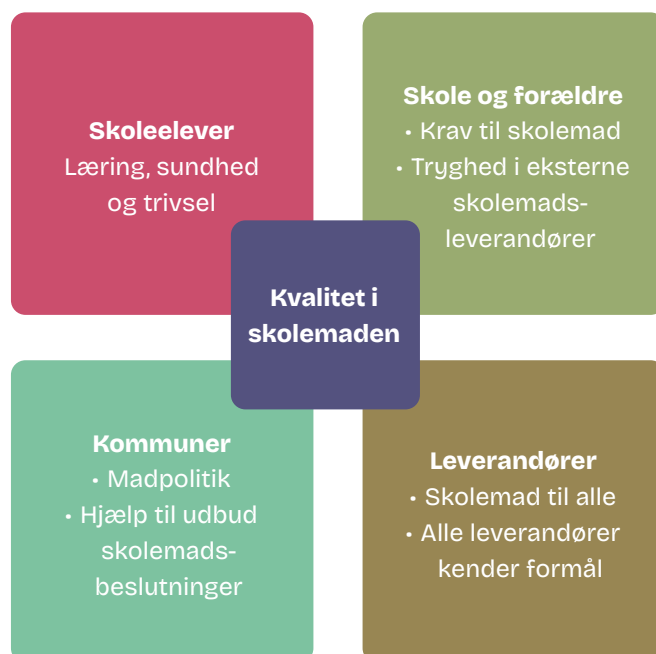 Skoleelever
Læring, sundhed
og trivsel
Skole og forældre
• Krav til skolemad
• Tryghed i eksterne
skolemads-
leverandører
Kvalitet i
skolemaden
Kommuner
• Madpolitik
• Hjælp til udbud
skolemads-
beslutninger
Leverandører
• Skolemad til alle
• Alle leverandører
kender formål